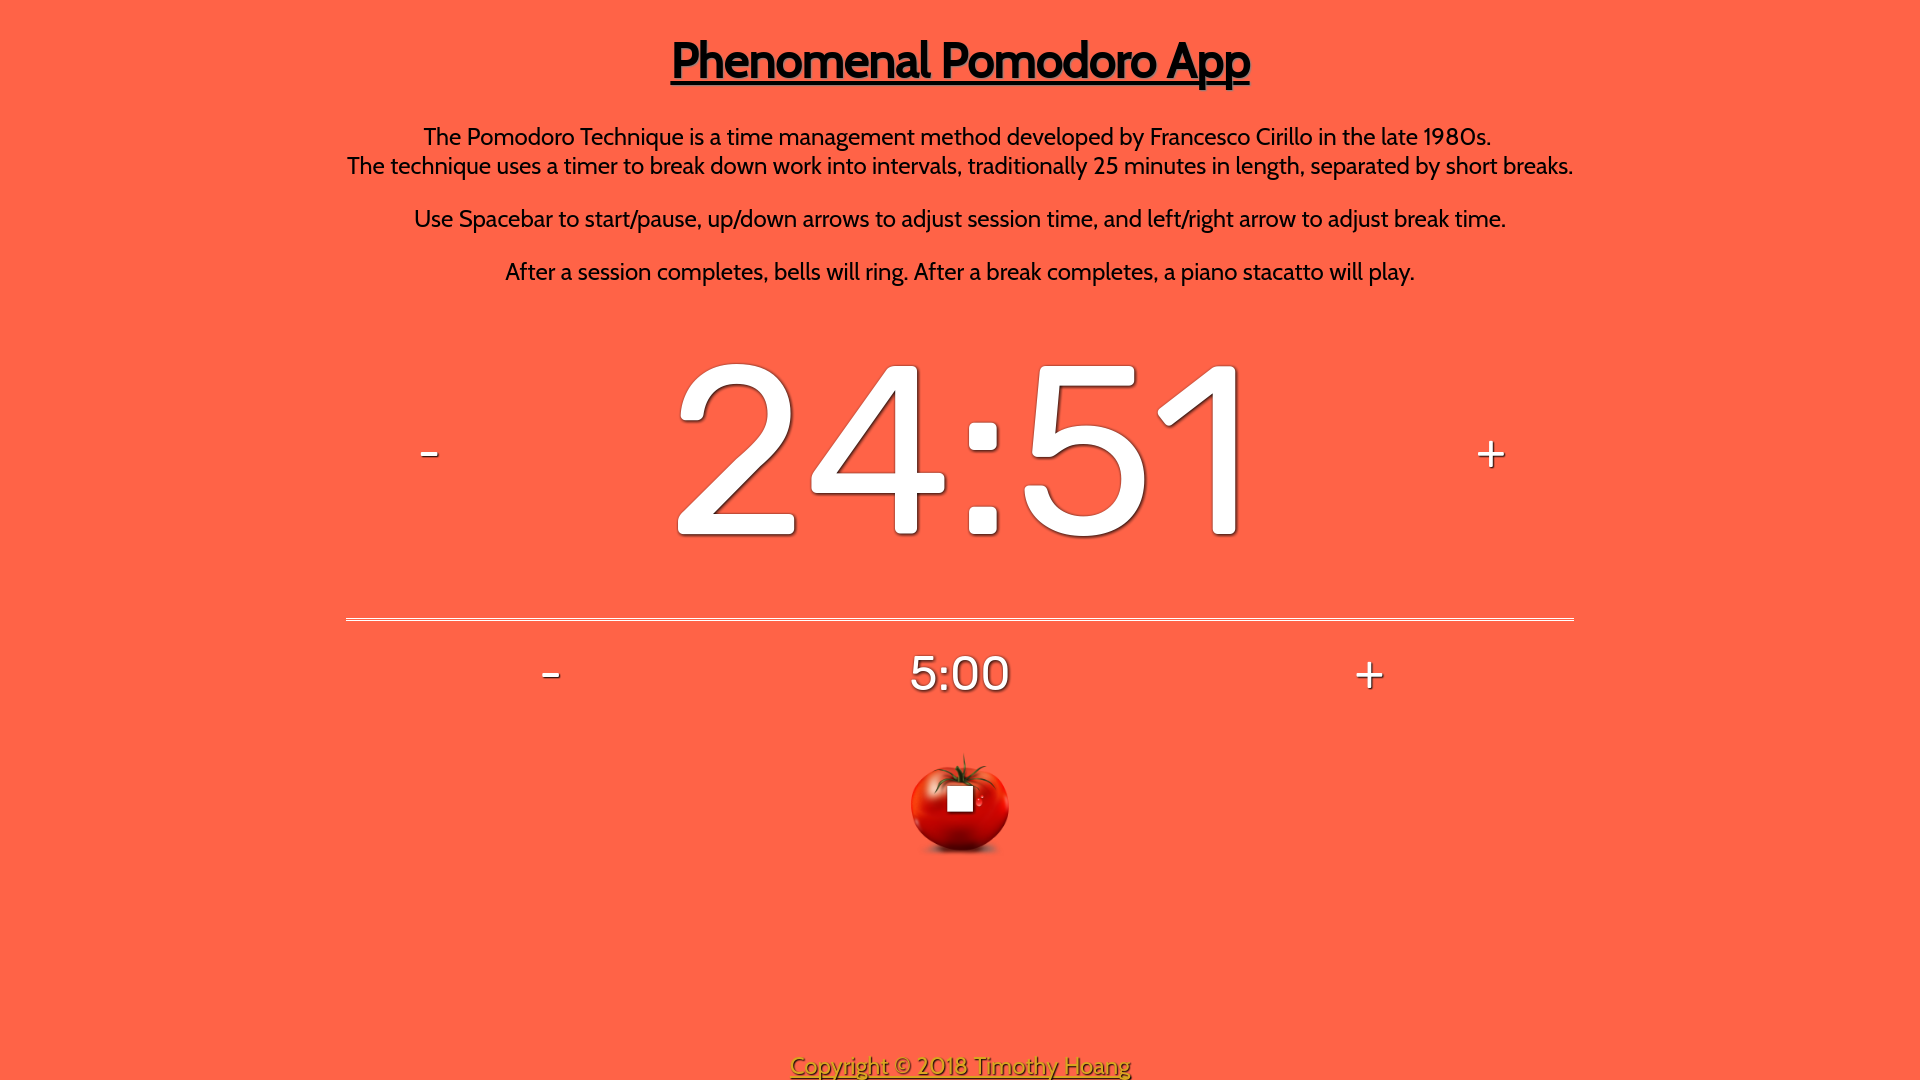 Phenomenal Pomodoro App
The Pomodoro Technique is a time management method developed by Francesco Cirillo in the late 1980s.
The technique uses a timer to break down work into intervals, traditionally 25 minutes in length, separated by short breaks.
Use Spacebar to start/pause, up/down arrows to adjust session time, and left/right arrow to adjust break time.
After a session completes, bells will ring. After a break completes, a piano stacatto will play.
- 24:51 +
- 5:00 +
Copyright © 2018 Timothy Hoang